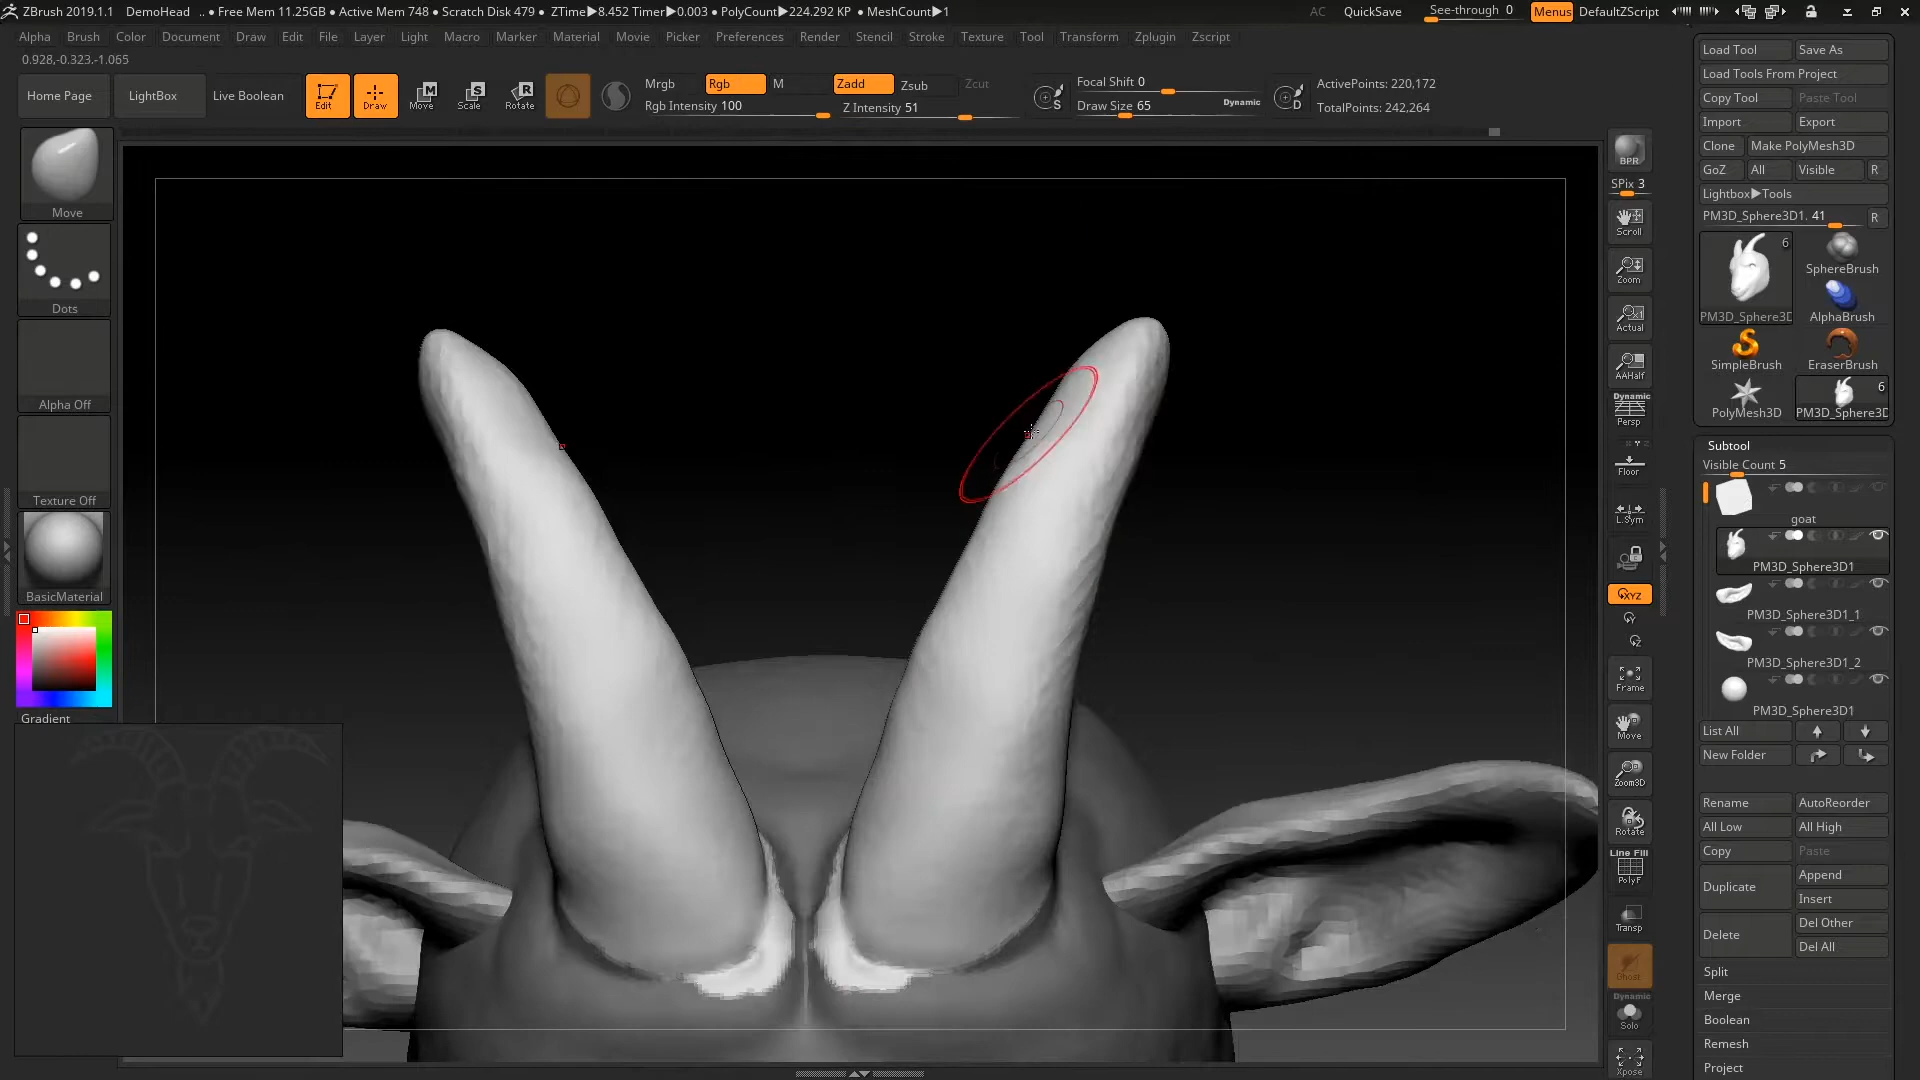 ZBrush 2019.1.1 DemoHead .. • Free Mem 11.25GB • Active Mem 748 • Scratch Disk 479 • ZTime▶8.452 Timer▶0.003 • PolyCount▶224.292 KP • MeshCount▶1 AC QuickSave See-through 0 Menus DefaultZScript
Alpha Brush Color Document Draw Edit File Layer Light Macro Marker Material Movie Picker Preferences Render Stencil Stroke Texture Tool Transform Zplugin Zscript
0.928,-0.323,-1.065
Home Page LightBox Live Boolean Edit Draw Move Scale Rotate
Mrgb Rgb M Zadd Zsub Zcut
Rgb Intensity 100 Z Intensity 51
S Focal Shift 0
Draw Size 65 Dynamic D
ActivePoints: 220,172
TotalPoints: 242,264
Move
Dots
Alpha Off
Texture Off
BasicMaterial
Gradient
BPR
SPix 3
Scroll
Zoom
Actual
AAHalf
Dynamic
Persp
Floor
L.Sym
XYZ
Y
Z
Frame
Move
Zoom3D
Rotate
Line Fill
PolyF
Transp
Ghost
Dynamic
Solo
Xpose
Load Tool Save As
Load Tools From Project
Copy Tool Paste Tool
Import Export
Clone Make PolyMesh3D
GoZ All Visible R
Lightbox▶Tools
PM3D_Sphere3D1. 41 R
6
PM3D_Sphere3D
SphereBrush
AlphaBrush
SimpleBrush EraserBrush
6
PolyMesh3D PM3D_Sphere3D
Subtool
Visible Count 5
goat
PM3D_Sphere3D1
PM3D_Sphere3D1_1
PM3D_Sphere3D1_2
PM3D_Sphere3D1
List All
New Folder
Rename AutoReorder
All Low All High
Copy Paste
Duplicate Append
Insert
Delete Del Other
Del All
Split
Merge
Boolean
Remesh
Project